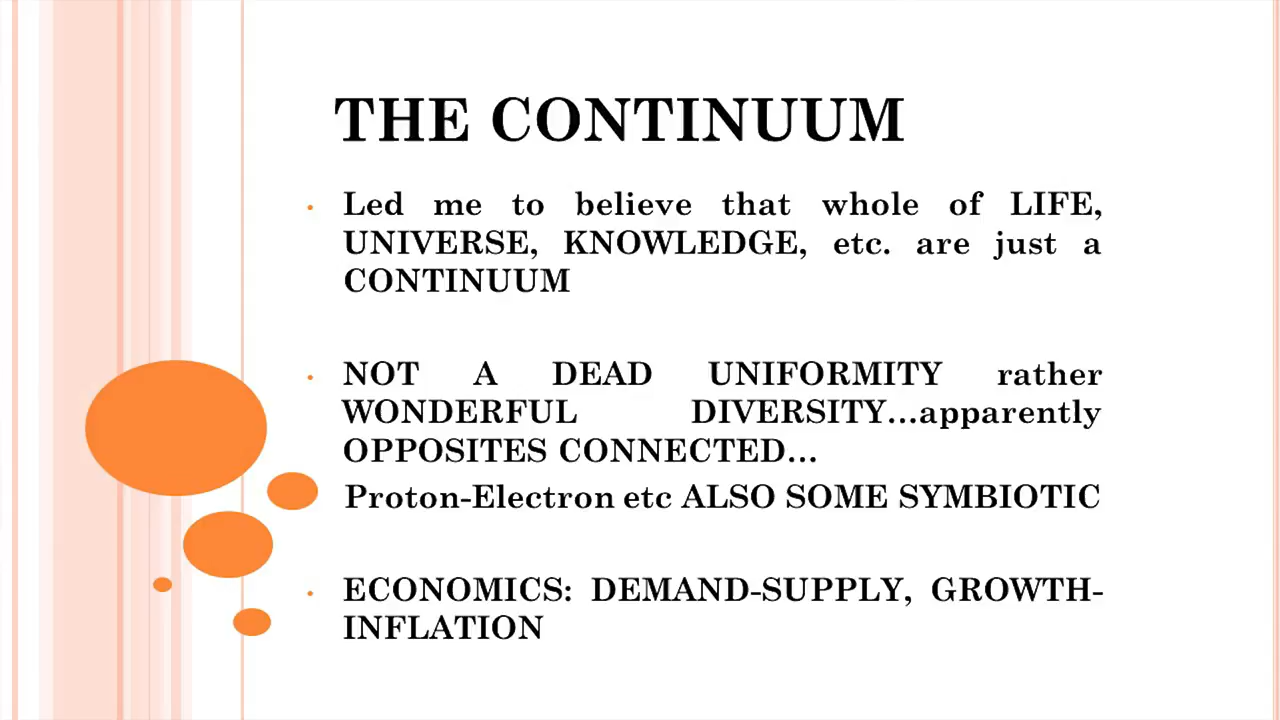 THE CONTINUUM
• Led me to believe that whole of LIFE,
UNIVERSE, KNOWLEDGE, etc. are just a
CONTINUUM
• NOT A DEAD UNIFORMITY rather
WONDERFUL DIVERSITY...apparently
OPPOSITES CONNECTED...
Proton-Electron etc ALSO SOME SYMBIOTIC
• ECONOMICS: DEMAND-SUPPLY, GROWTH-
INFLATION